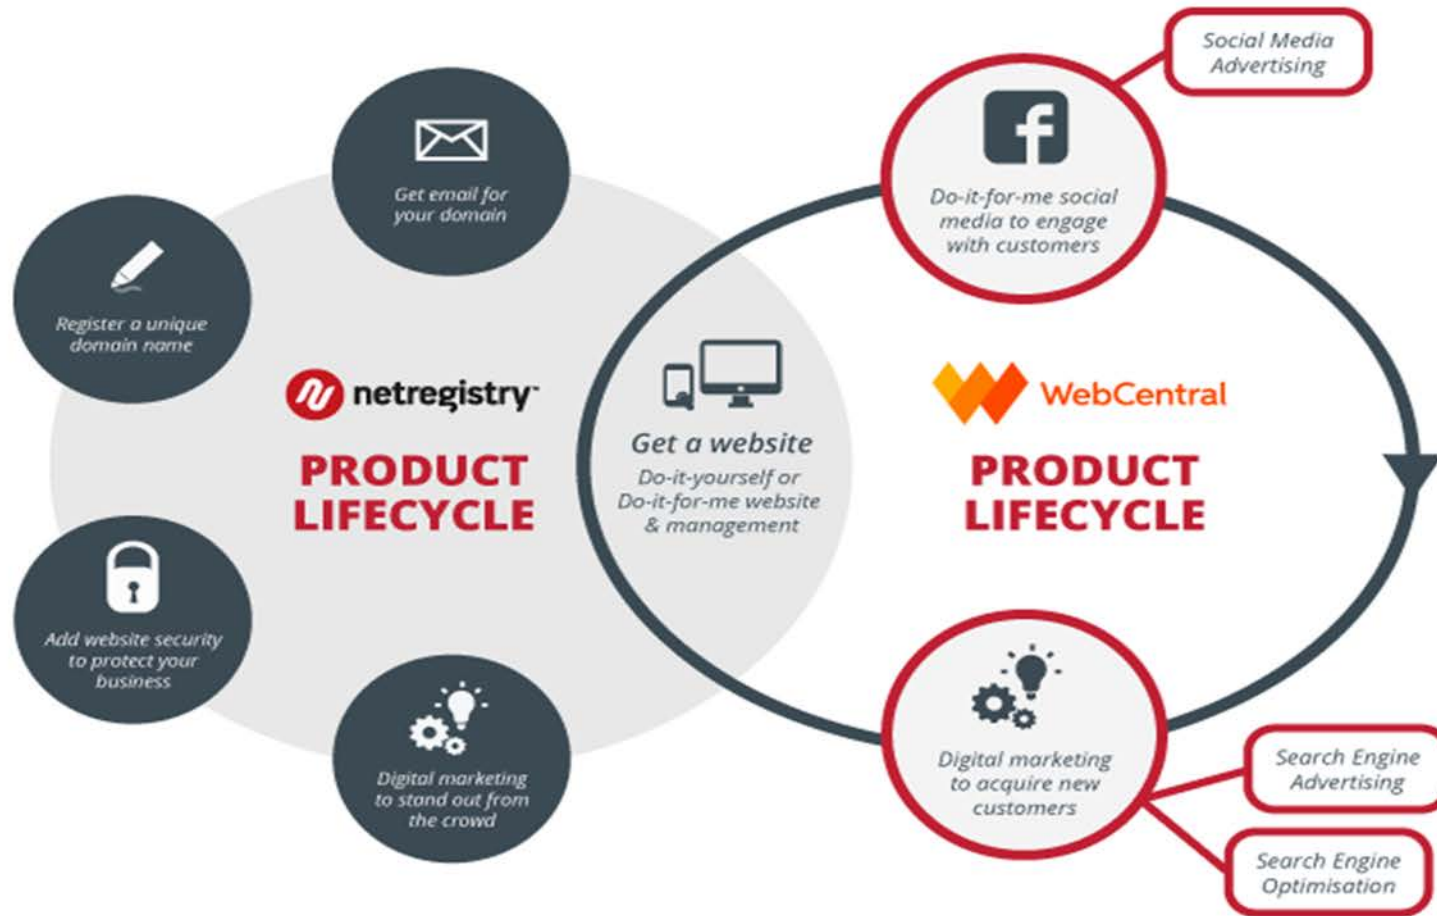 Social Media
Advertising
Get email for
your domain
Do-it-for-me social
media to engage
with customers
Register a unique
domain name
netregistry™
PRODUCT
LIFECYCLE
Get a website
Do-it-yourself or
Do-it-for-me website
& management
WebCentral
PRODUCT
LIFECYCLE
Add website security
to protect your
business
Digital marketing
to stand out from
the crowd
Digital marketing
to acquire new
customers
Search Engine
Advertising
Search Engine
Optimisation